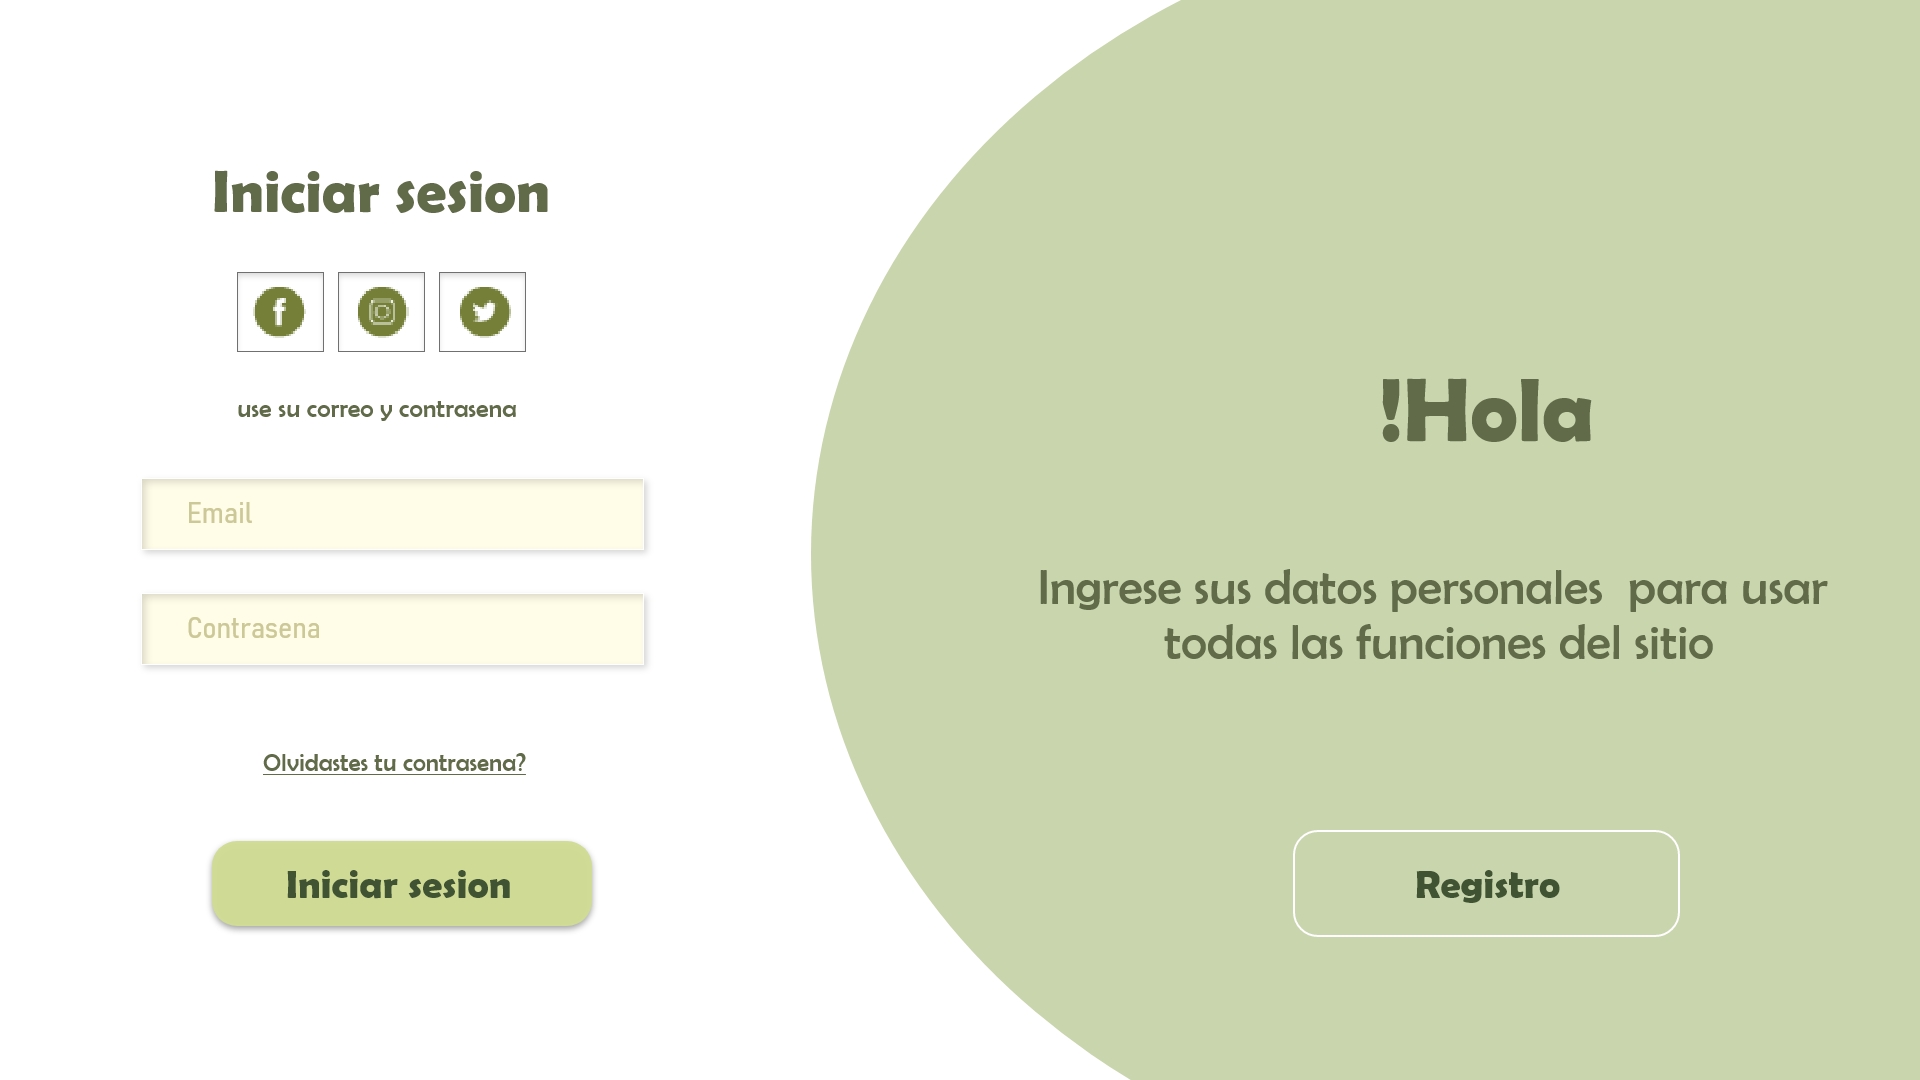 Iniciar sesion
use su correo y contrasena
Email
Contrasena
Olvidastes tu contrasena?
Iniciar sesion
!Hola
Ingrese sus datos personales  para usar
todas las funciones del sitio
Registro